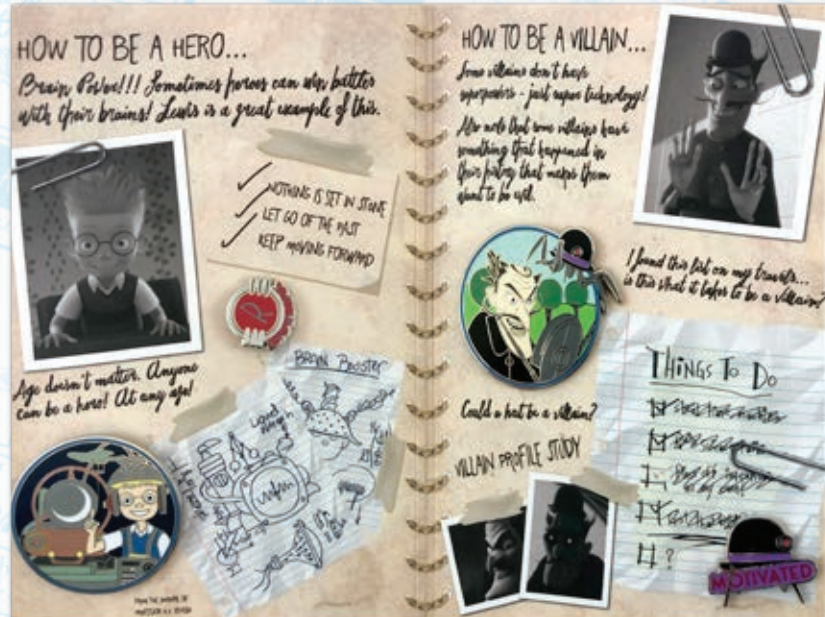 HOW TO BE A HERO...
Brain Power!!! Sometimes heroes can win battles
with their brains! Lewis is a great example of this.
NOTHING IS SET IN STONE
LET GO OF THE PAST
KEEP MOVING FORWARD
Age doesn't matter. Anyone
can be a hero! At any age!
BRAIN BOOSTER
HOW TO BE A VILLAIN...
Some villains don't have
superpowers - just super technology!
Also note that some villains have
something that happened in
their past that makes them
want to be evil.
I found this list on my travels...
is this what it takes to be a villain?
THINGS TO DO
?
Could a hat be a villain?
VILLAIN PROFILE STUDY
MOTIVATED